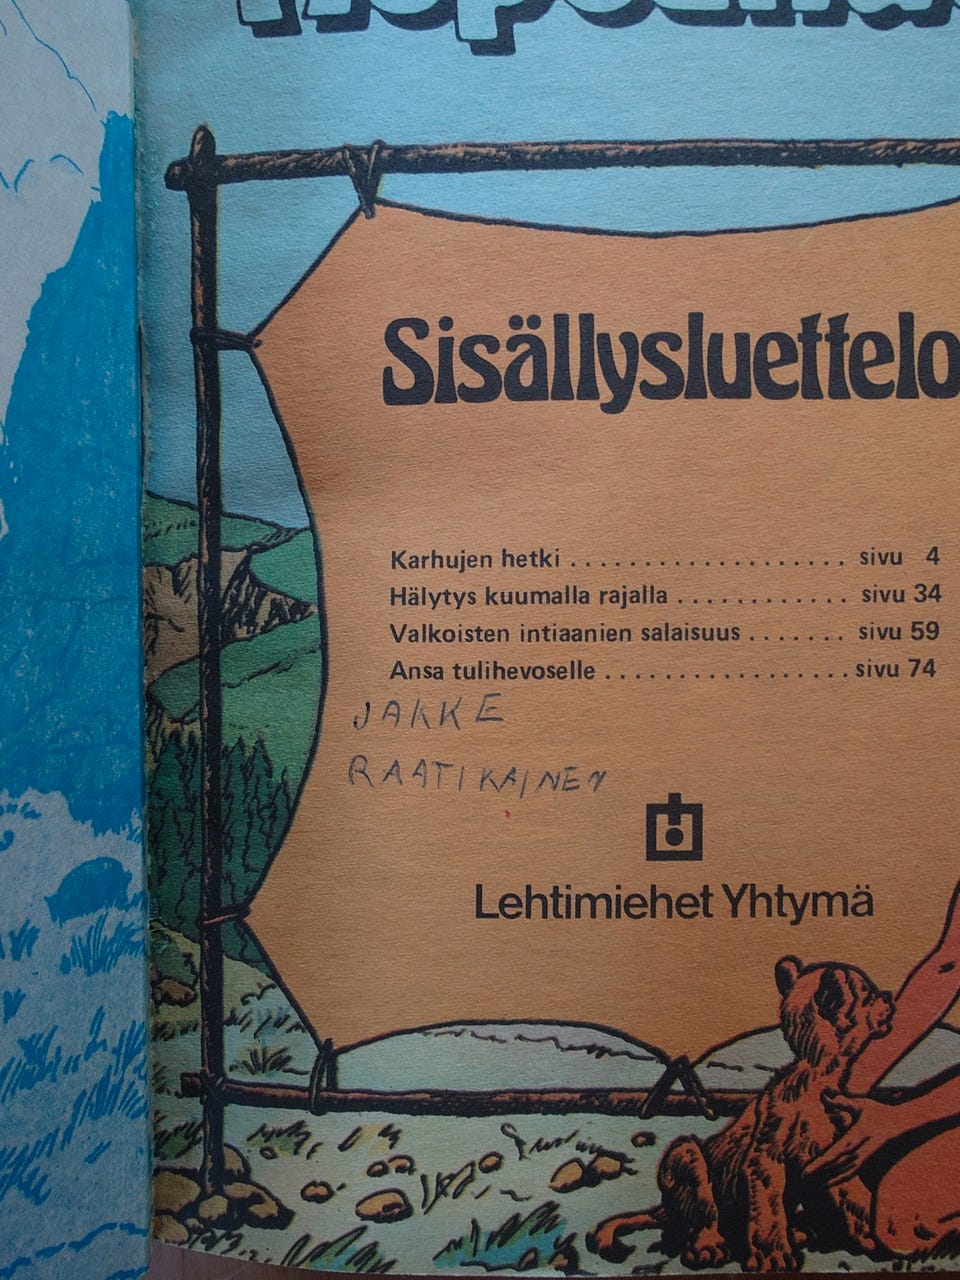 Sisällysluettelo
Karhujen hetki . . . . . . . . . . . . . . . . . . . sivu 4
Hälytys kuumalla rajalla . . . . . . . . . . . . sivu 34
Valkoisten intiaanien salaisuus . . . . . . . sivu 59
Ansa tulihevoselle . . . . . . . . . . . . . . . . . sivu 74
JAKKE
RAATIKAINEN
Lehtimiehet Yhtymä